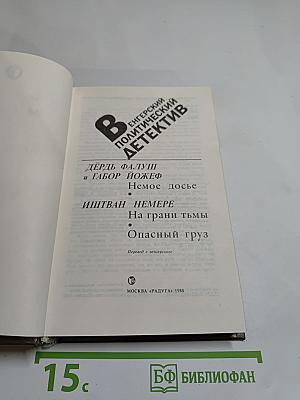 ВЕНГЕРСКИЙ
ПОЛИТИЧЕСКИЙ
ДЕТЕКТИВ
ДЁРДЬ ФАЛУШ
и ГАБОР ЙОЖЕФ
Немое досье
•
ИШТВАН НЕМЕРЕ
На грани тьмы
•
Опасный груз
Перевод с венгерского
МОСКВА «РАДУГА» 1988
15с
БФ БИБЛИОФАН